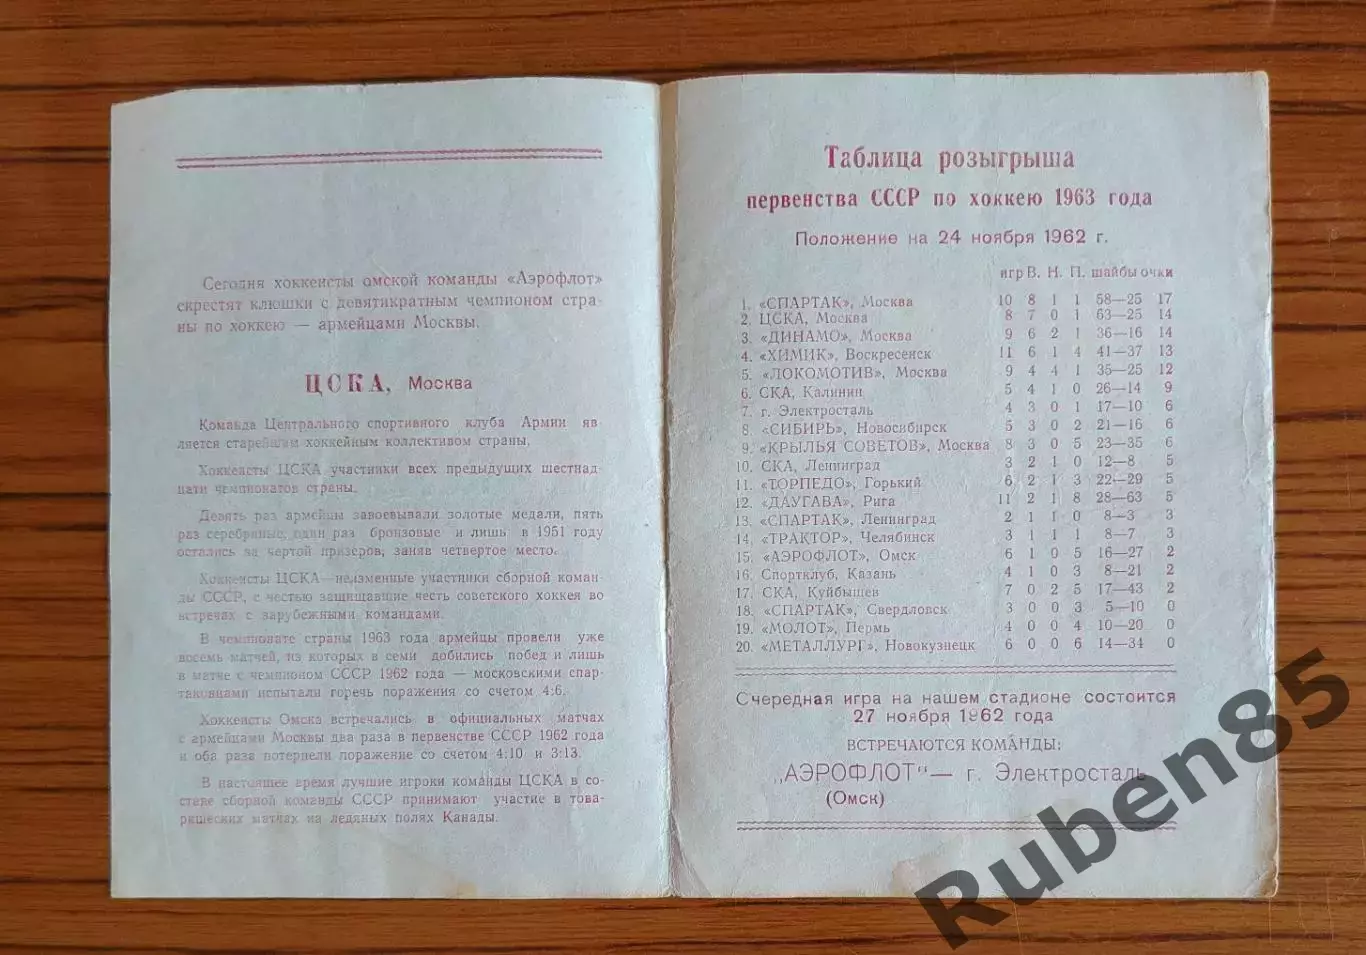 Сегодня хоккеисты омской команды «Аэрофлот»
скрестят клюшки с девятикратным чемпионом стра-
ны по хоккею — армейцами Москвы.
ЦСКА, Москва
Команда Центрального спортивного клуба Армии яв
ляется старейшим хоккейным коллективом страны.
Хоккеисты ЦСКА участники всех предыдущих шестнад
цати чемпионатов страны.
Девять раз армейцы завоевывали золотые медали, пять
раз серебряные, один раз бронзовые и лишь в 1951 году
остались за чертой призеров, заняв четвертое место.
Хоккеисты ЦСКА—неизменные участники сборной коман-
ды СССР, с честью защищавшие честь советского хоккея во
встречах с зарубежными командами.
В чемпионате страны 1963 года армейцы провели уже
восемь матчей, из которых в семи добились побед и лишь
в матче с чемпионом СССР 1962 года — московскими спар-
таковцами испытали горечь поражения со счетом 4:6.
Хоккеисты Омска встречались в официальных матчах
с армейцами Москвы два раза в первенстве СССР 1962 года
и оба раза потерпели поражение со счетом 4:10 и 3:13.
В настоящее время лучшие игроки команды ЦСКА в со-
ставе сборной команды СССР принимают участие в това-
рищеских матчах на ледяных полях Канады.
Таблица розыгрыша
первенства СССР по хоккею 1963 года
Положение на 24 ноября 1962 г.
игр В. Н. П. шайбы очки
1. «СПАРТАК», Москва 10 8 1 1 58—25 17
2. ЦСКА, Москва 8 7 0 1 63—25 14
3. «ДИНАМО», Москва 9 6 2 1 36—16 14
4. «ХИМИК», Воскресенск 11 6 1 4 41—37 13
5. «ЛОКОМОТИВ», Москва 9 4 4 1 35—25 12
6. СКА, Калинин 5 4 1 0 26—14 9
7. г. Электросталь 4 3 0 1 17—10 6
8. «СИБИРЬ», Новосибирск 5 3 0 2 21—16 6
9. «КРЫЛЬЯ СОВЕТОВ», Москва 8 3 0 5 23—35 6
10. СКА, Ленинград 3 2 1 0 12—8 5
11. «ТОРПЕДО», Горький 6 2 1 3 22—29 5
12. «ДАУГАВА», Рига 11 2 1 8 28—63 5
13. «СПАРТАК», Ленинград 2 1 1 0 8—3 3
14. «ТРАКТОР», Челябинск 3 1 1 1 8—7 3
15. «АЭРОФЛОТ», Омск 6 1 0 5 16—27 2
16. Спортклуб, Казань 4 1 0 3 8—21 2
17. СКА, Куйбышев 7 0 2 5 17—43 2
18. «СПАРТАК», Свердловск 3 0 0 3 5—10 0
19. «МОЛОТ», Пермь 4 0 0 4 10—20 0
20. «МЕТАЛЛУРГ», Новокузнецк 6 0 0 6 14—34 0
Очередная игра на нашем стадионе состоится
27 ноября 1962 года
ВСТРЕЧАЮТСЯ КОМАНДЫ:
„АЭРОФЛОТ“ — г. Электросталь
(Омск)
Ruben85